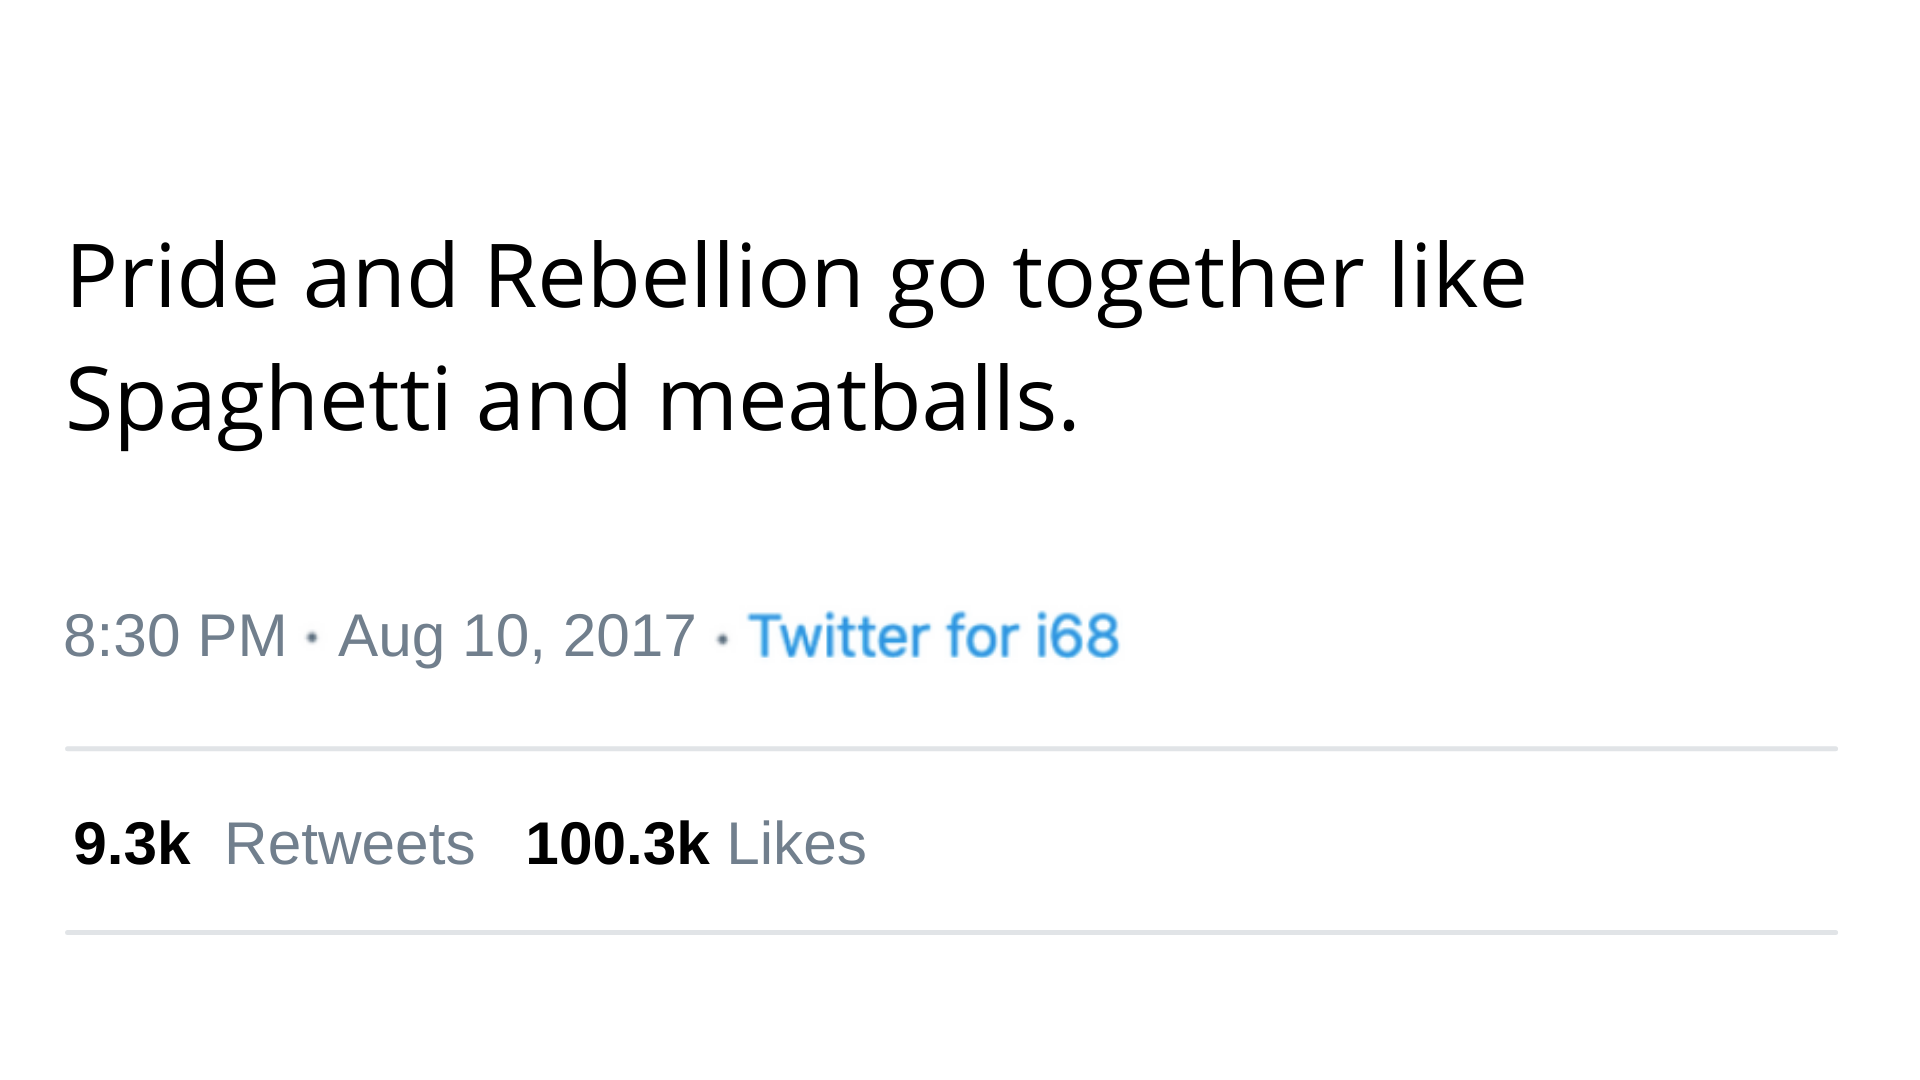 Pride and Rebellion go together like
Spaghetti and meatballs.
8:30 PM · Aug 10, 2017 · Twitter for i68
9.3k Retweets 100.3k Likes